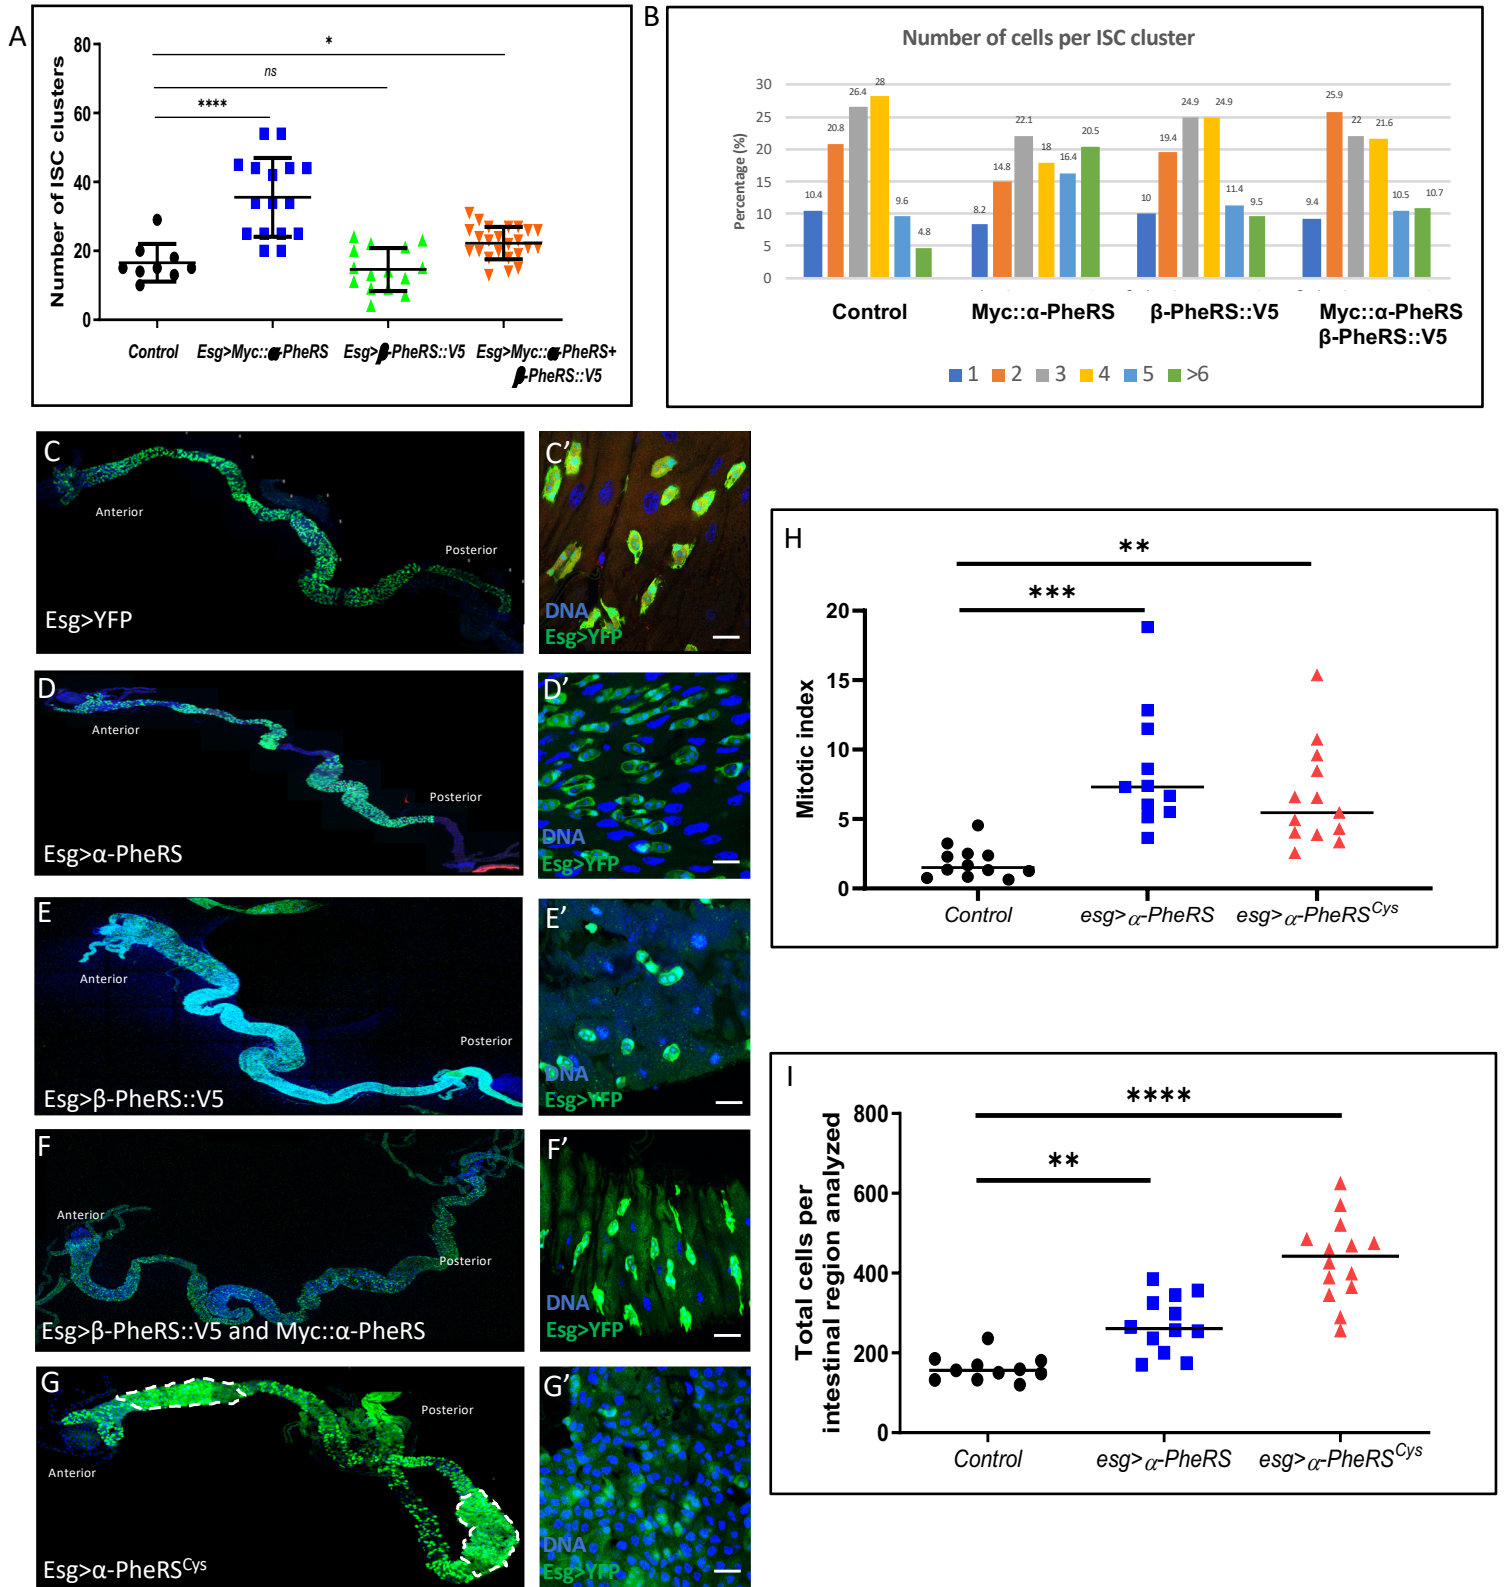 A
80
60
40
20
0
Number of ISC clusters
*
ns
****
Control
Esg>Myc::α-PheRS
Esg>β-PheRS::V5
Esg>Myc::α-PheRS+
β-PheRS::V5
B
Number of cells per ISC cluster
Percentage (%)
30
25
20
15
10
5
0
10.4
20.8
26.4
28
9.6
4.8
8.2
14.8
22.1
18
16.4
20.5
10
19.4
24.9
24.9
11.4
9.5
9.4
25.9
22
21.6
10.5
10.7
Control
Myc::α-PheRS
β-PheRS::V5
Myc::α-PheRS
β-PheRS::V5
1 2 3 4 5 >6
C
Anterior
Posterior
Esg>YFP
C’
DNA
Esg>YFP
D
Anterior
Posterior
Esg>α-PheRS
D’
DNA
Esg>YFP
E
Anterior
Posterior
Esg>β-PheRS::V5
E’
DNA
Esg>YFP
F
Anterior
Posterior
Esg>β-PheRS::V5 and Myc::α-PheRS
F’
DNA
Esg>YFP
G
Anterior
Posterior
Esg>α-PheRSCys
G’
DNA
Esg>YFP
H
**
***
Mitotic index
20
15
10
5
0
Control
esg>α-PheRS
esg>α-PheRSCys
I
****
**
Total cells per
intestinal region analyzed
800
600
400
200
0
Control
esg>α-PheRS
esg>α-PheRSCys